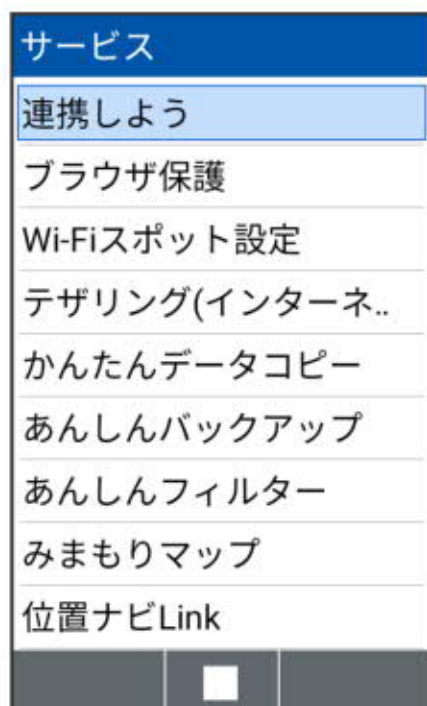 サービス
連携しよう
ブラウザ保護
Wi-Fiスポット設定
テザリング(インターネ..
かんたんデータコピー
あんしんバックアップ
あんしんフィルター
みまもりマップ
位置ナビLink